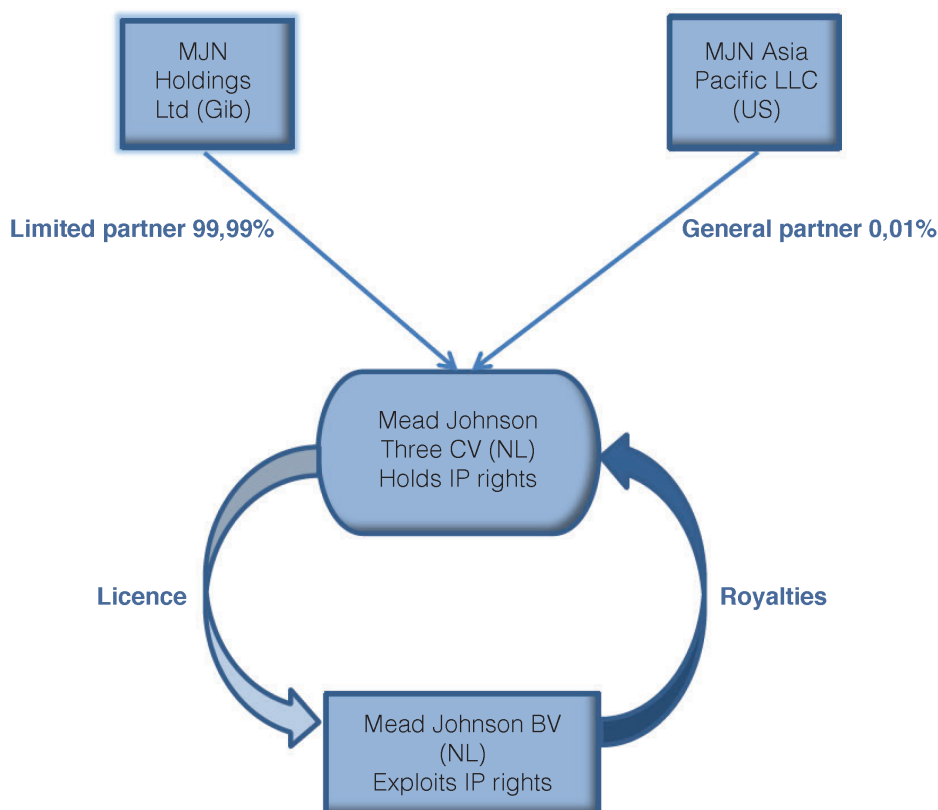 MJN
Holdings
Ltd (Gib)
MJN Asia
Pacific LLC
(US)
Limited partner 99,99%
General partner 0,01%
Mead Johnson
Three CV (NL)
Holds IP rights
Licence
Royalties
Mead Johnson BV
(NL)
Exploits IP rights